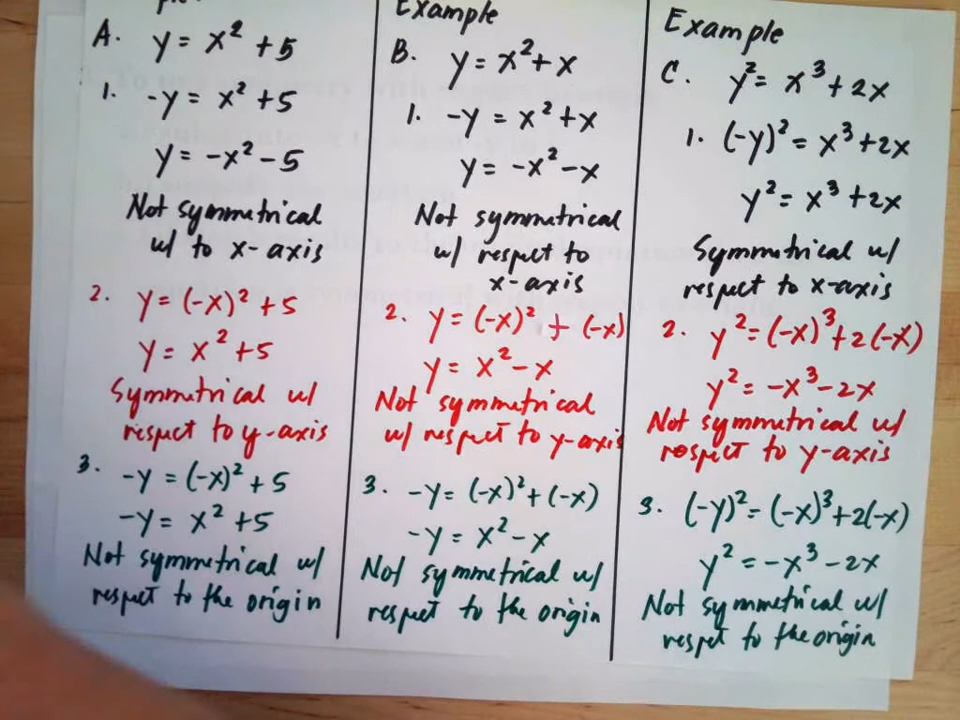 A. y = x² + 5
1. -y = x² + 5
y = -x² - 5
Not symmetrical
w/ to x-axis
2. y = (-x)² + 5
y = x² + 5
Symmetrical w/
respect to y-axis
3. -y = (-x)² + 5
-y = x² + 5
Not symmetrical w/
respect to the origin
Example
B. y = x² + x
1. -y = x² + x
y = -x² - x
Not symmetrical
w/ respect to
x-axis
2. y = (-x)² + (-x)
y = x² - x
Not symmetrical
w/ respect to y-axis
3. -y = (-x)² + (-x)
-y = x² - x
Not symmetrical w/
respect to the origin
Example
C. y² = x³ + 2x
1. (-y)² = x³ + 2x
y² = x³ + 2x
Symmetrical w/
respect to x-axis
2. y² = (-x)³ + 2(-x)
y² = -x³ - 2x
Not symmetrical w/
respect to y-axis
3. (-y)² = (-x)³ + 2(-x)
y² = -x³ - 2x
Not symmetrical w/
respet to the origin